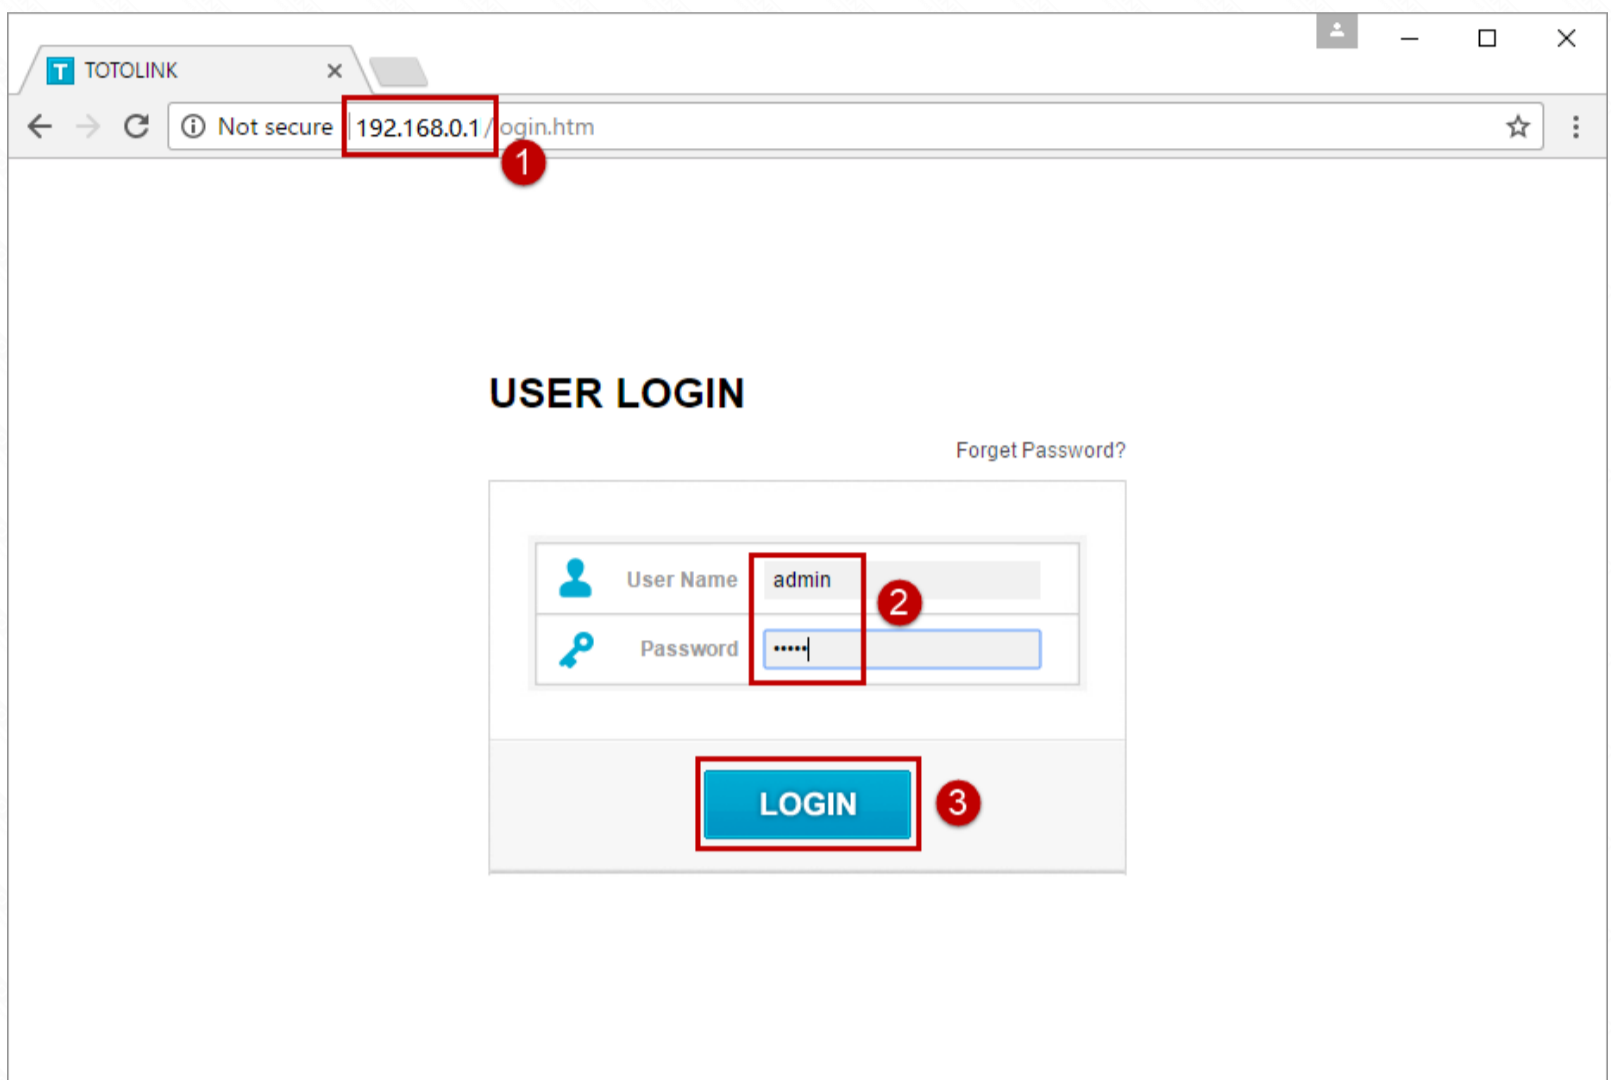 T TOTOLINK
Not secure 192.168.0.1/ogin.htm
1
USER LOGIN
Forget Password?
User Name admin
2
Password •••••
LOGIN 3